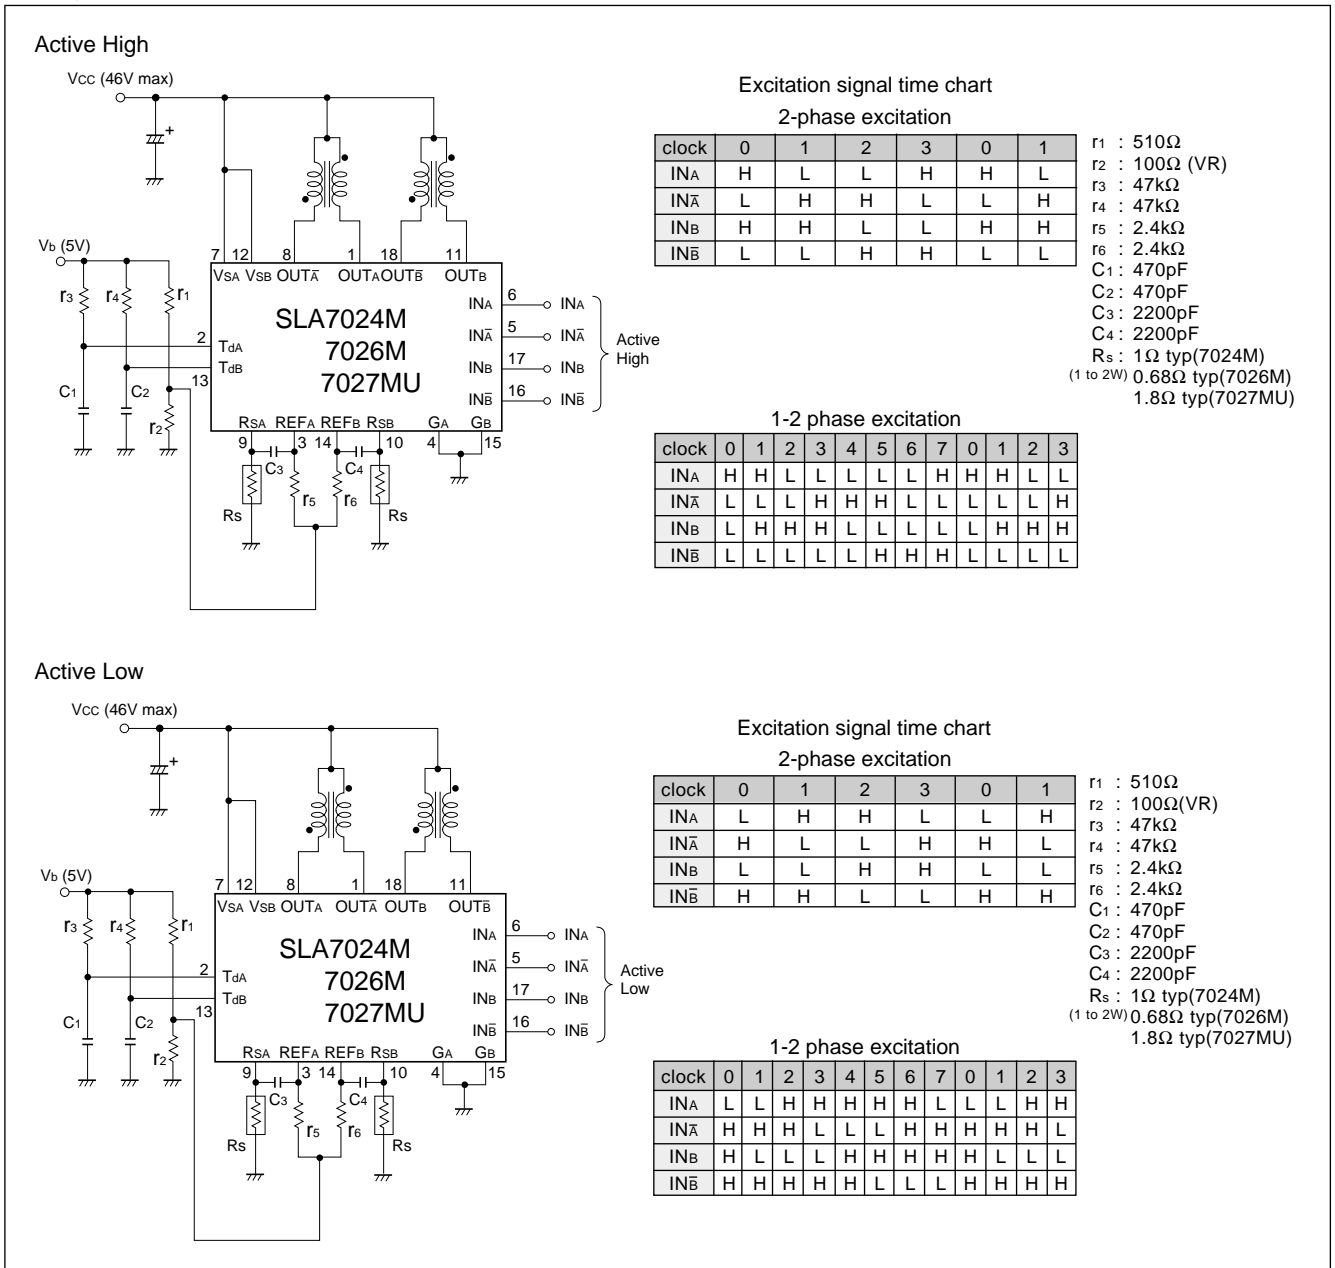 Active High
Vcc (46V max)
+
Vb (5V)
r3
r4
r1
C1
C2
r2
7
12
8
1
18
11
VSA VSB OUTA̅ OUTA OUTB̅ OUTB
2
TdA
TdB
13
SLA7024M
7026M
7027MU
INA
6
INA
INA̅
5
INA̅
INB
17
INB
INB̅
16
INB̅
Active
High
RSA REFA REFB RSB GA GB
9
3
14
10
4
15
C3
C4
r5
r6
Rs
Rs
Excitation signal time chart
2-phase excitation
clock 0 1 2 3 0 1
INA H L L H H L
INA̅ L H H L L H
INB H H L L H H
INB̅ L L H H L L
r1 : 510Ω
r2 : 100Ω (VR)
r3 : 47kΩ
r4 : 47kΩ
r5 : 2.4kΩ
r6 : 2.4kΩ
C1 : 470pF
C2 : 470pF
C3 : 2200pF
C4 : 2200pF
Rs : 1Ω typ(7024M)
(1 to 2W) 0.68Ω typ(7026M)
1.8Ω typ(7027MU)
1-2 phase excitation
clock 0 1 2 3 4 5 6 7 0 1 2 3
INA H H L L L L L H H H L L
INA̅ L L L H H H L L L L L H
INB L H H H L L L L L H H H
INB̅ L L L L L H H H L L L L
Active Low
Vcc (46V max)
+
Vb (5V)
r3
r4
r1
C1
C2
r2
7
12
8
1
18
11
VSA VSB OUTA OUTA̅ OUTB OUTB̅
2
TdA
TdB
13
SLA7024M
7026M
7027MU
INA
6
INA
INA̅
5
INA̅
INB
17
INB
INB̅
16
INB̅
Active
Low
RSA REFA REFB RSB GA GB
9
3
14
10
4
15
C3
C4
r5
r6
Rs
Rs
Excitation signal time chart
2-phase excitation
clock 0 1 2 3 0 1
INA L H H L L H
INA̅ H L L H H L
INB L L H H L L
INB̅ H H L L H H
r1 : 510Ω
r2 : 100Ω(VR)
r3 : 47kΩ
r4 : 47kΩ
r5 : 2.4kΩ
r6 : 2.4kΩ
C1 : 470pF
C2 : 470pF
C3 : 2200pF
C4 : 2200pF
Rs : 1Ω typ(7024M)
(1 to 2W) 0.68Ω typ(7026M)
1.8Ω typ(7027MU)
1-2 phase excitation
clock 0 1 2 3 4 5 6 7 0 1 2 3
INA L L H H H H H L L L H H
INA̅ H H H L L L H H H H H L
INB H L L L H H H H H L L L
INB̅ H H H H H L L L H H H H